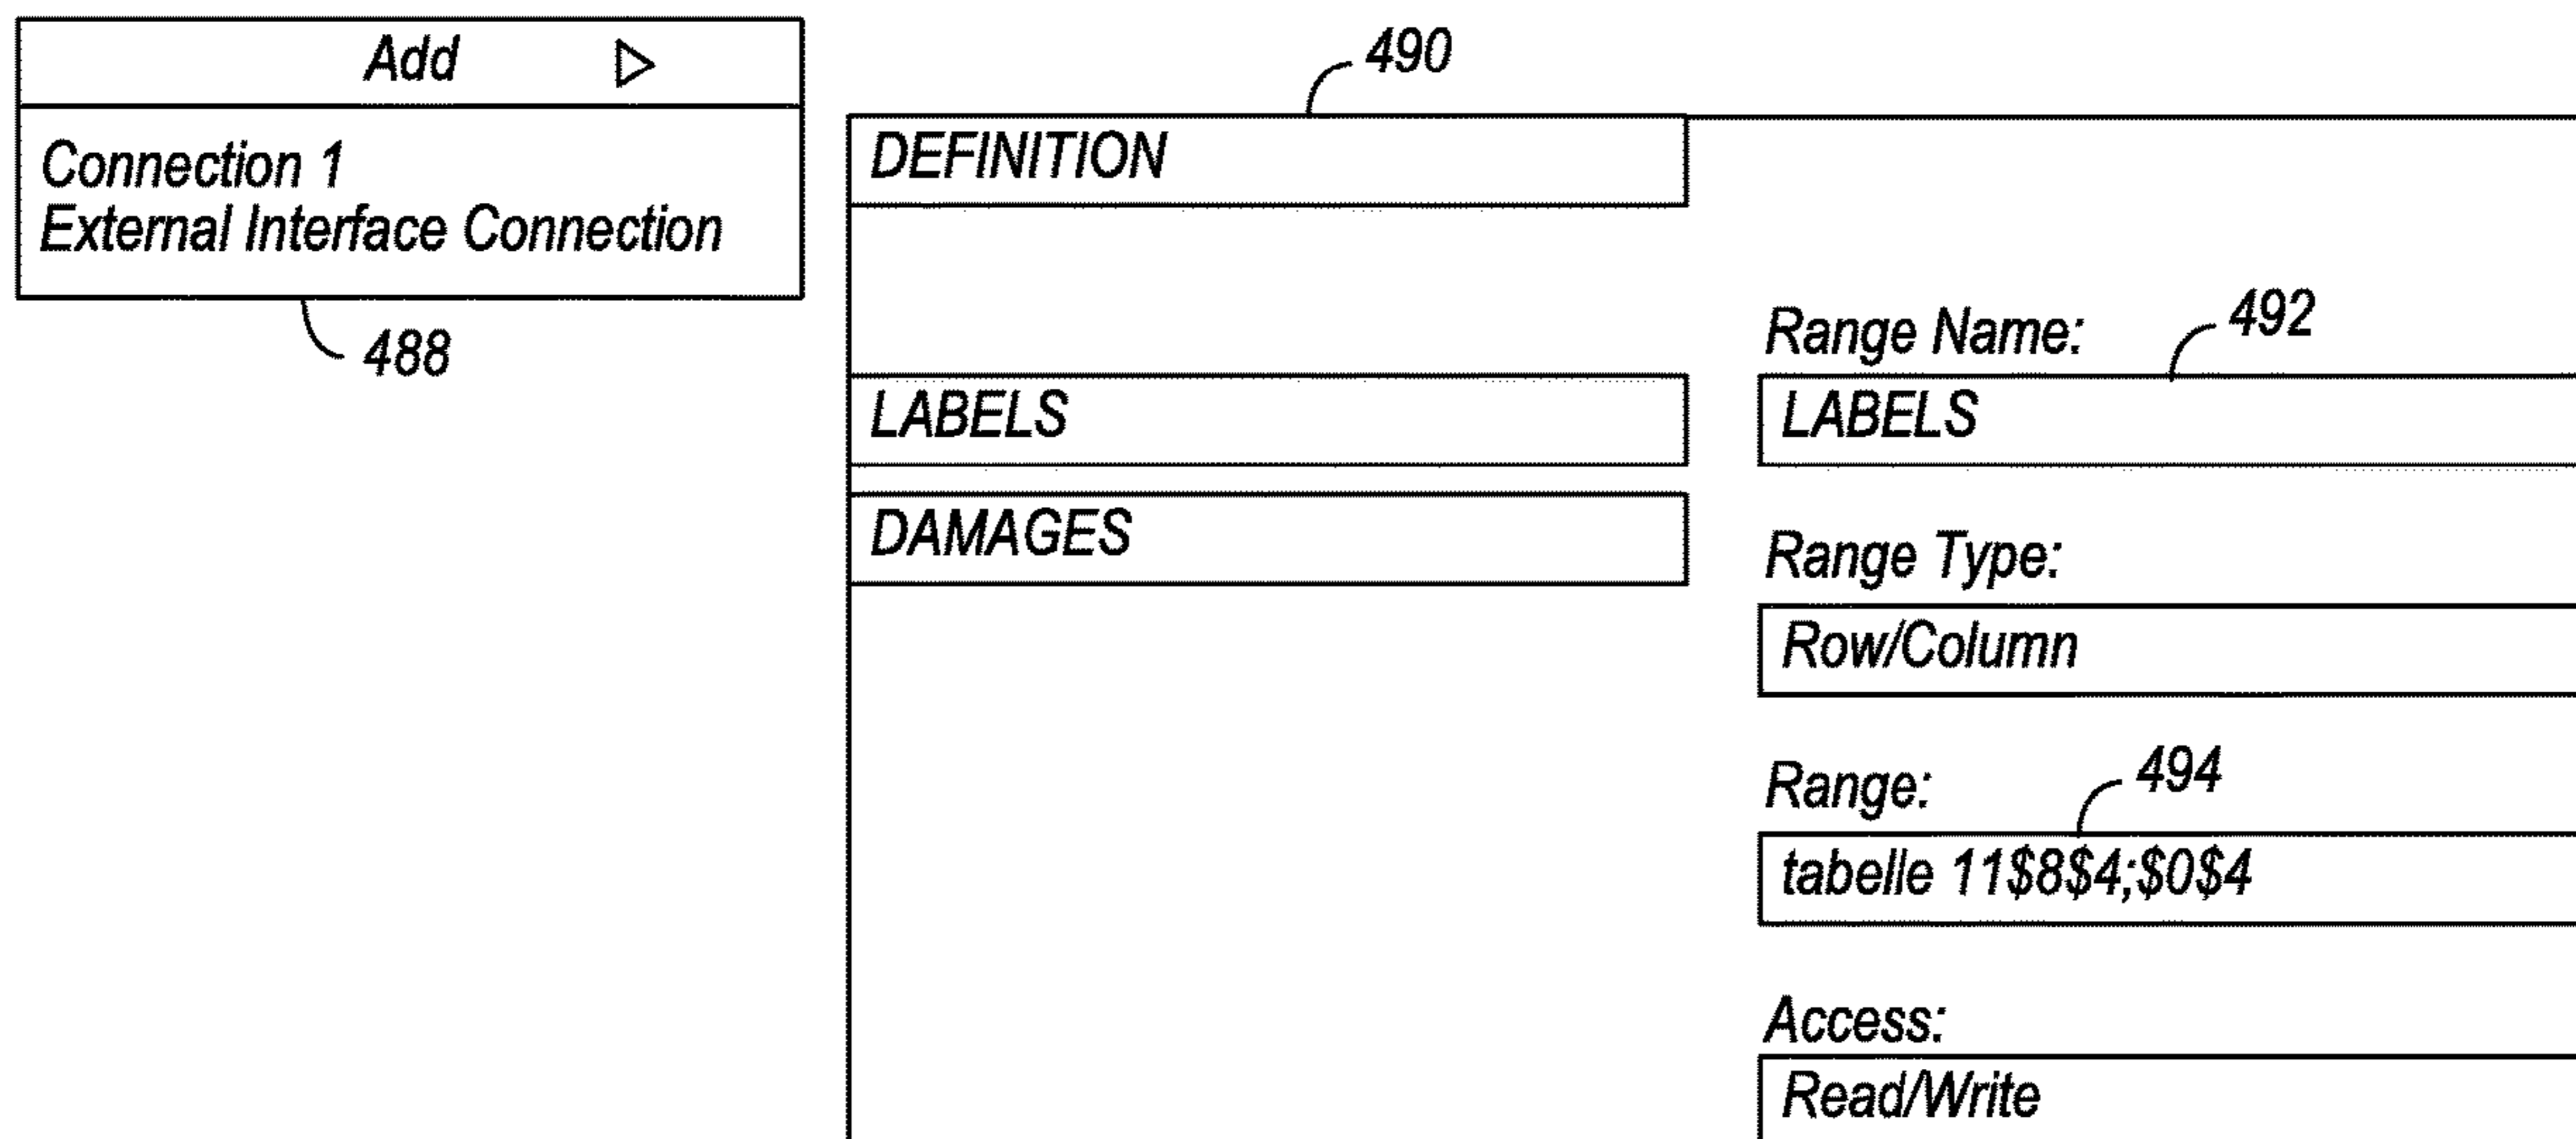 Add
Connection 1
External Interface Connection
488
490
DEFINITION
LABELS
DAMAGES
Range Name:
492
LABELS
Range Type:
Row/Column
Range:
494
tabelle 11$8$4;$0$4
Access:
Read/Write